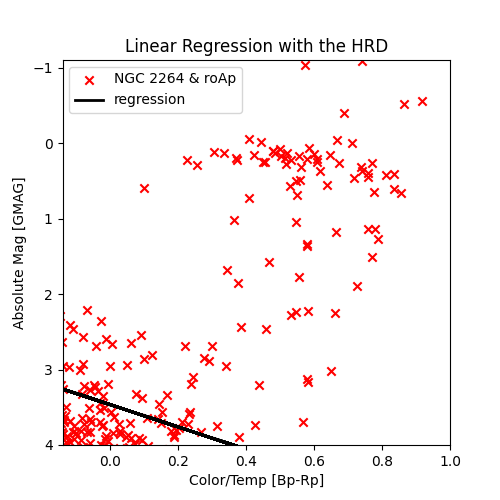 Linear Regression with the HRD
NGC 2264 & roAp
regression
Absolute Mag [GMAG]
−1
0
1
2
3
4
0.0 0.2 0.4 0.6 0.8 1.0
Color/Temp [Bp-Rp]